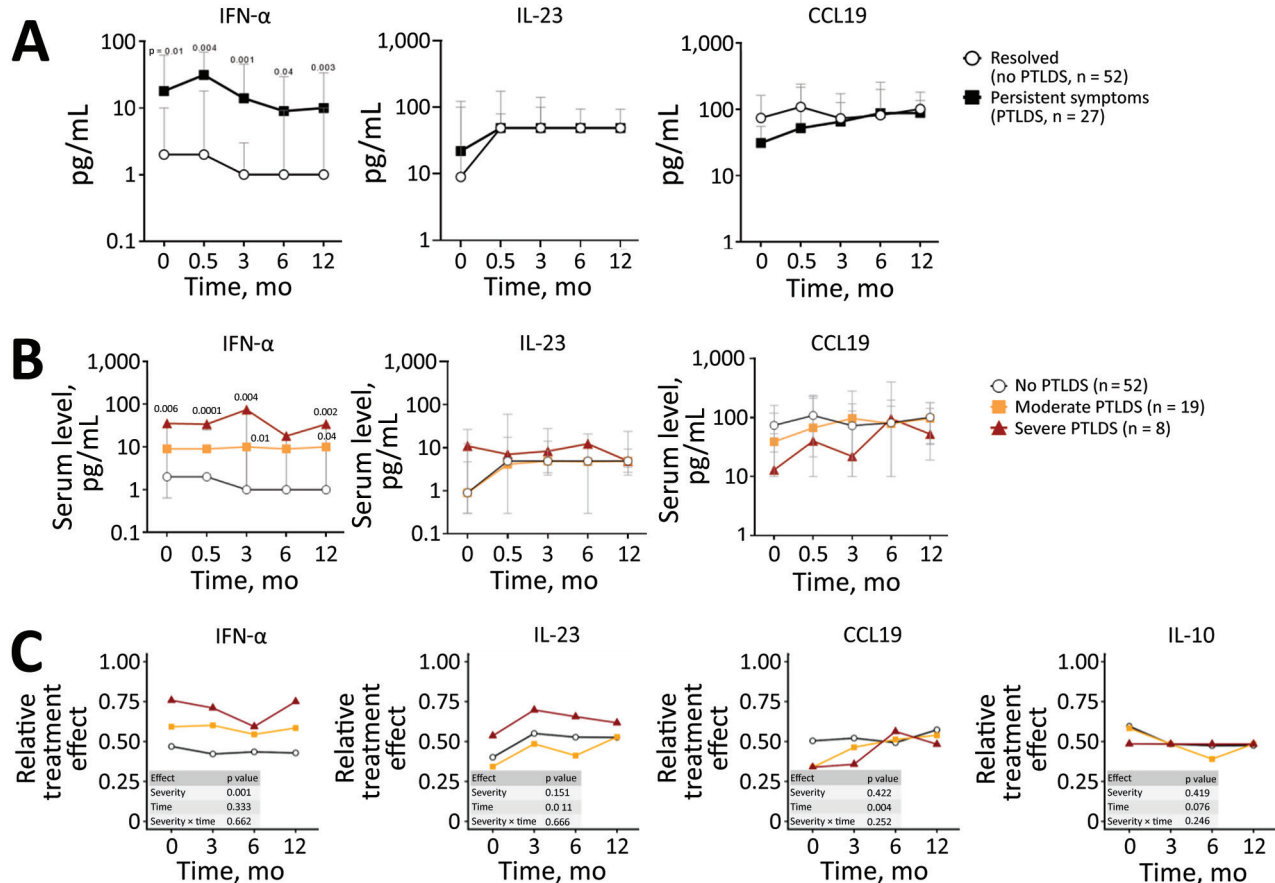 A
IFN-α
IL-23
CCL19
pg/mL
100
10
1
0.1
p = 0.01
0.004
0.001
0.04
0.003
0 0.5 3 6 12
Time, mo
pg/mL
1,000
100
10
1
0 0.5 3 6 12
Time, mo
pg/mL
1,000
100
100
1
0 0.5 3 6 12
Time, mo
Resolved
(no PTLDS, n = 52)
Persistent symptoms
(PTLDS, n = 27)
B
IFN-α
IL-23
CCL19
Serum level,
pg/mL
1,000
100
10
1
0.1
0.006
0.0001
0.004
0.01
0.002
0.04
0 0.5 3 6 12
Time, mo
Serum level,
pg/mL
1,000
100
10
1
0.1
0 0.5 3 6 12
Time, mo
Serum level,
pg/mL
1,000
100
10
1
0 0.5 3 6 12
Time, mo
No PTLDS (n = 52)
Moderate PTLDS (n = 19)
Severe PTLDS (n = 8)
C
IFN-α
IL-23
CCL19
IL-10
Relative
treatment
effect
1.00
0.75
0.50
0.25
0
Effect p value
Severity 0.001
Time 0.333
Severity × time 0.662
0 3 6 12
Time, mo
Relative
treatment
effect
1.00
0.75
0.50
0.25
0
Effect p value
Severity 0.151
Time 0.0 11
Severity × time 0.666
0 3 6 12
Time, mo
Relative
treatment
effect
1.00
0.75
0.50
0.25
0
Effect p value
Severity 0.422
Time 0.004
Severity × time 0.252
0 3 6 12
Time, mo
Relative
treatment
effect
1.00
0.75
0.50
0.25
0
Effect p value
Severity 0.419
Time 0.076
Severity × time 0.246
0 3 6 12
Time, mo